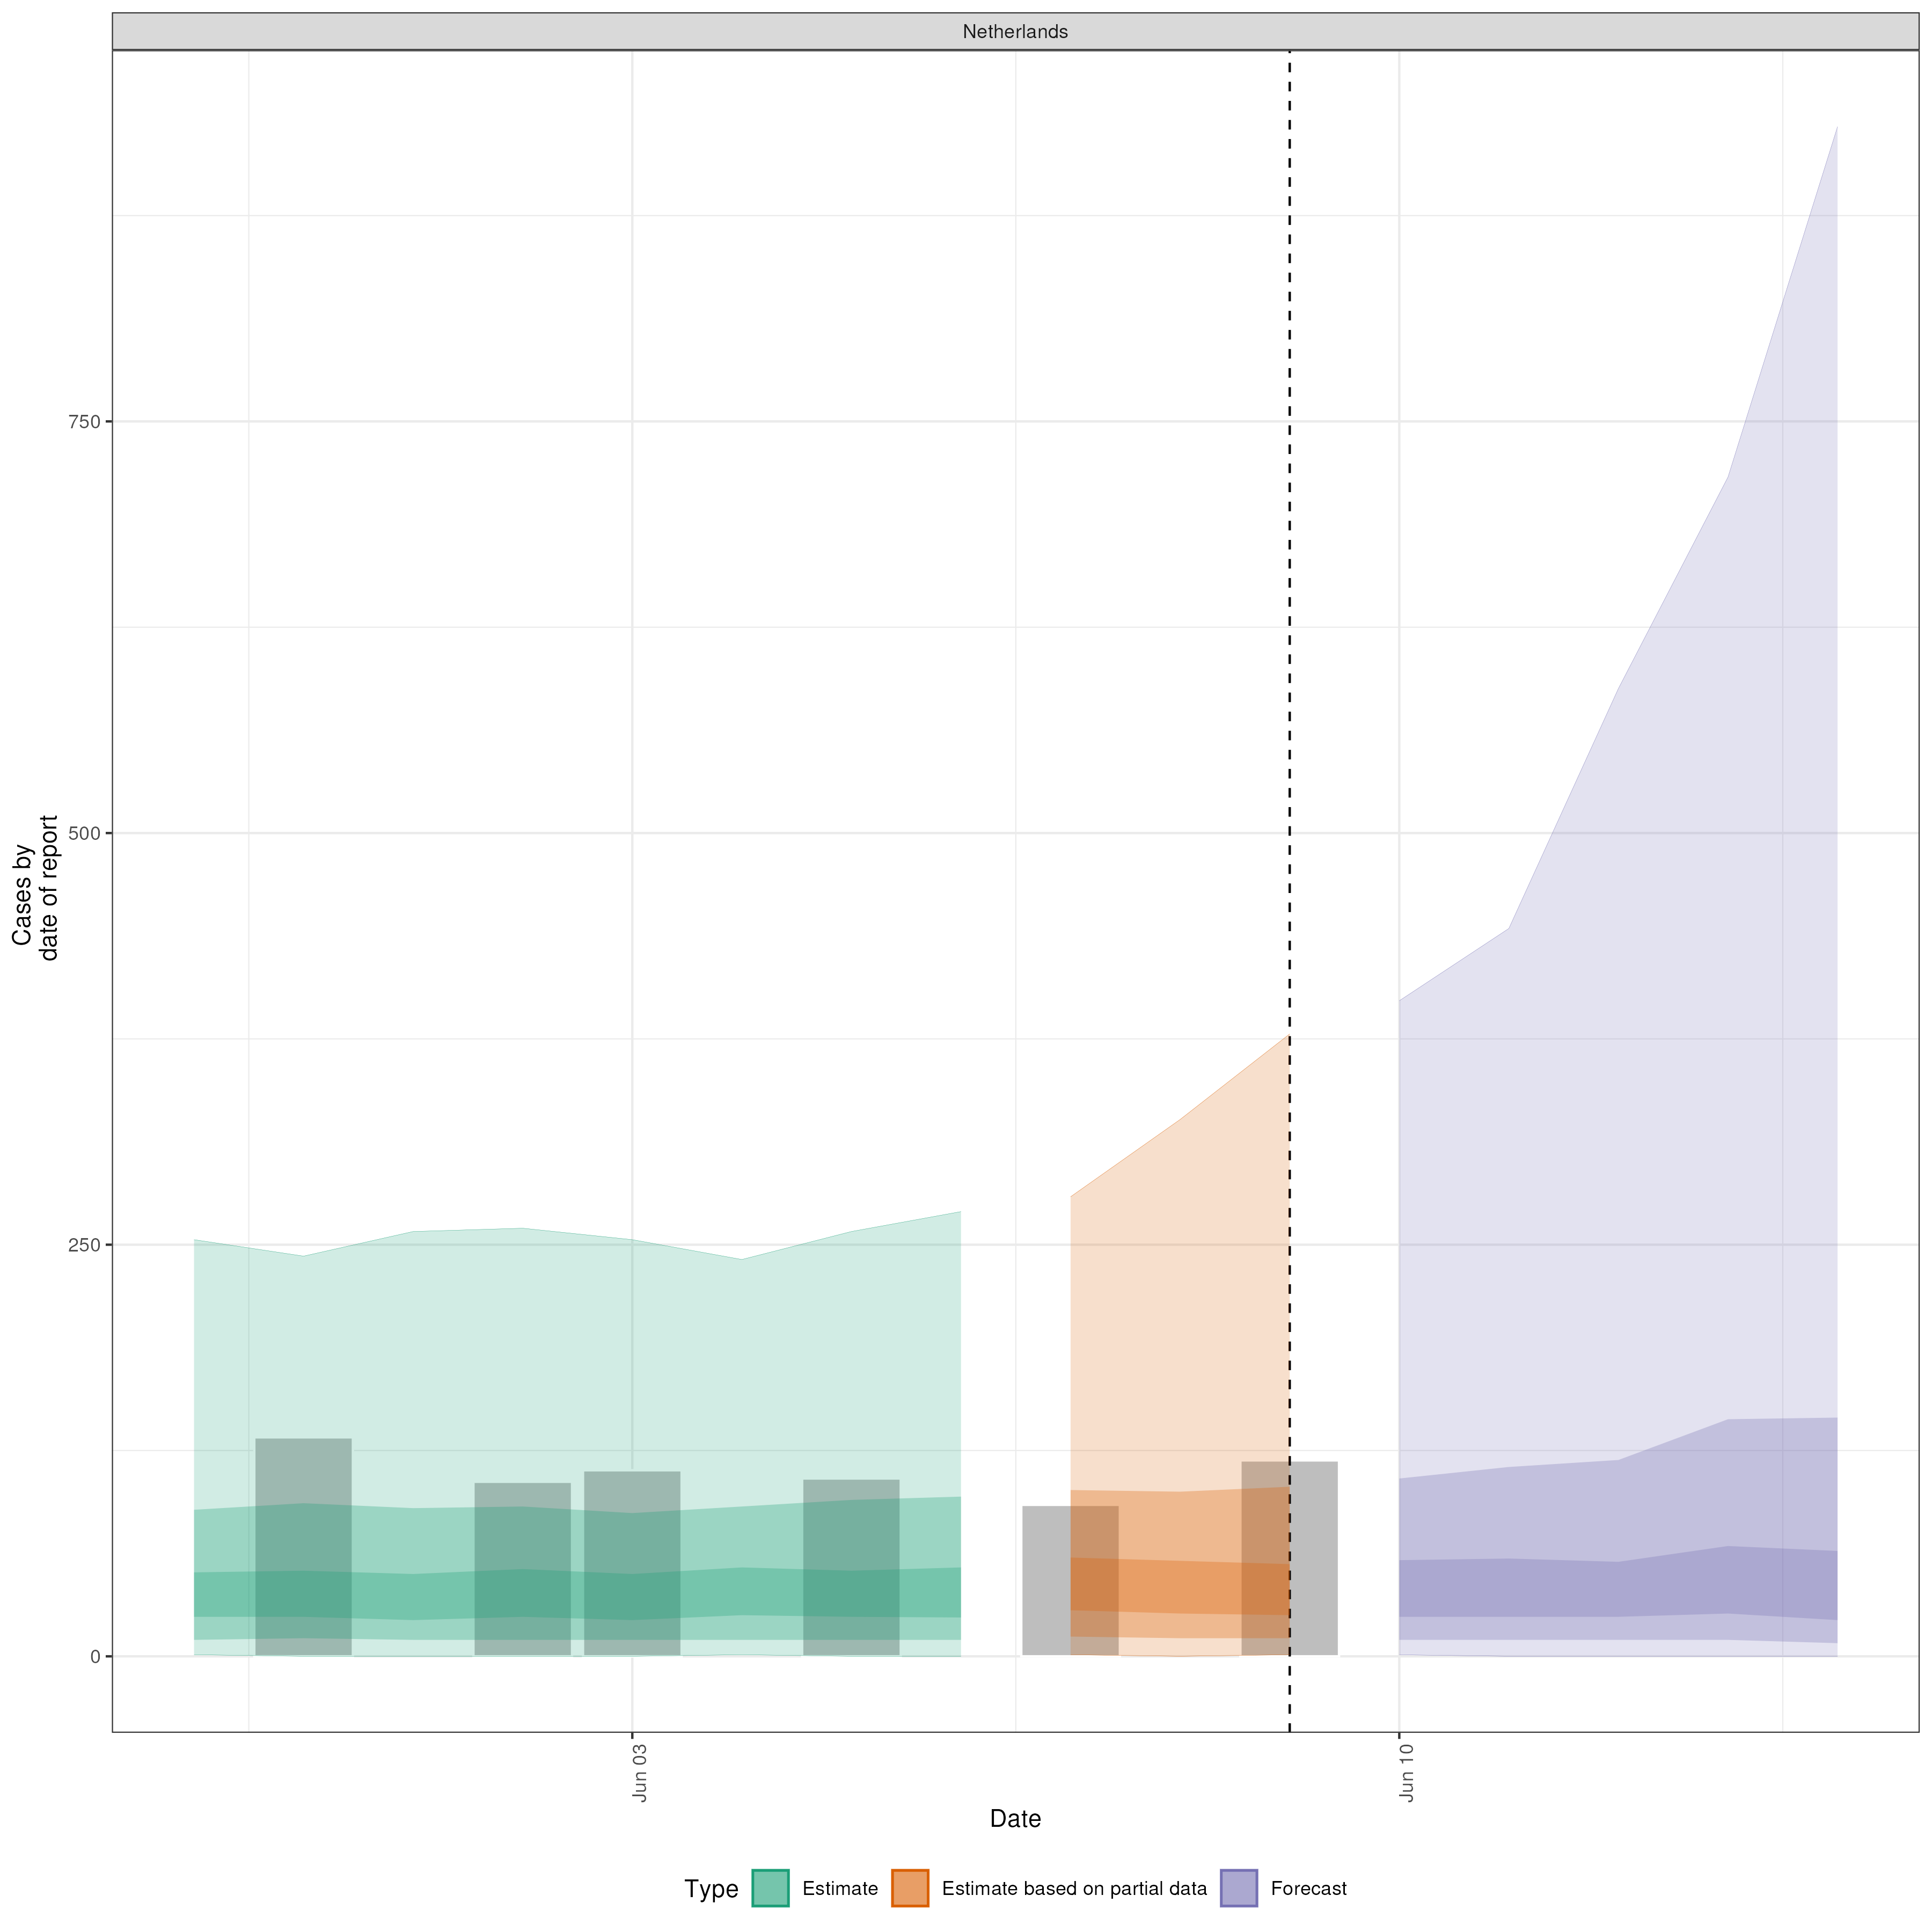 Netherlands
Cases by
date of report
750
500
250
0
Jun 03
Jun 10
Date
Type Estimate Estimate based on partial data Forecast